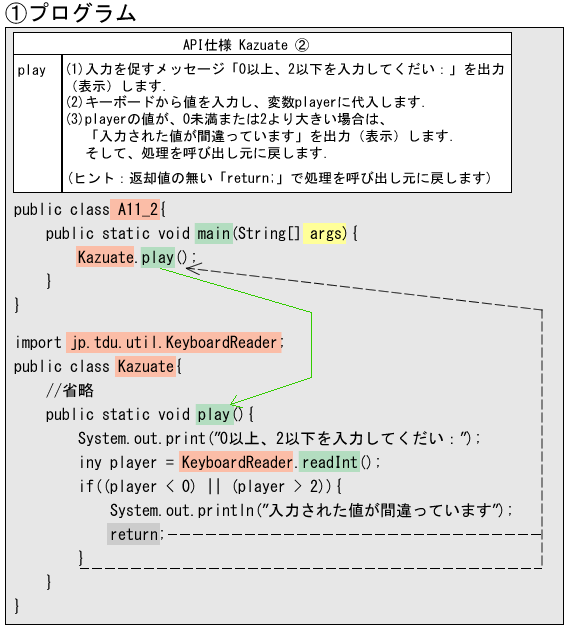 ①プログラム
API仕様 Kazuate ②
play
(1)入力を促すメッセージ「0以上、2以下を入力してくだい：」を出力
（表示）します.
(2)キーボードから値を入力し、変数playerに代入します.
(3)playerの値が、0未満または2より大きい場合は、
「入力された値が間違っています」を出力（表示）します.
そして、処理を呼び出し元に戻します.
(ヒント：返却値の無い「return;」で処理を呼び出し元に戻します)
public class A11_2{
public static void main(String[] args){
Kazuate.play();
}
}
import jp.tdu.util.KeyboardReader;
public class Kazuate{
//省略
public static void play(){
System.out.print("0以上、2以下を入力してくだい：");
iny player = KeyboardReader.readInt();
if((player < 0) || (player > 2)){
System.out.println("入力された値が間違っています");
return;
}
}
}